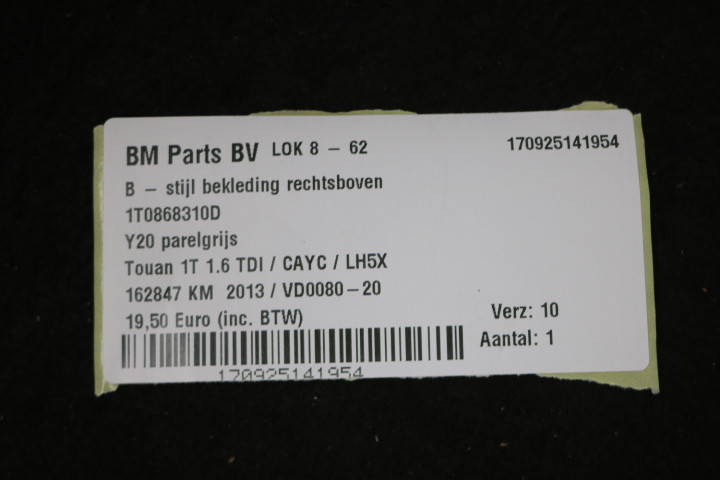 BM Parts BV LOK 8 – 62 170925141954
B – stijl bekleding rechtsboven
1T0868310D
Y20 parelgrijs
Touan 1T 1.6 TDI / CAYC / LH5X
162847 KM 2013 / VD0080-20
19,50 Euro (inc. BTW) Verz: 10
Aantal: 1
170925141954